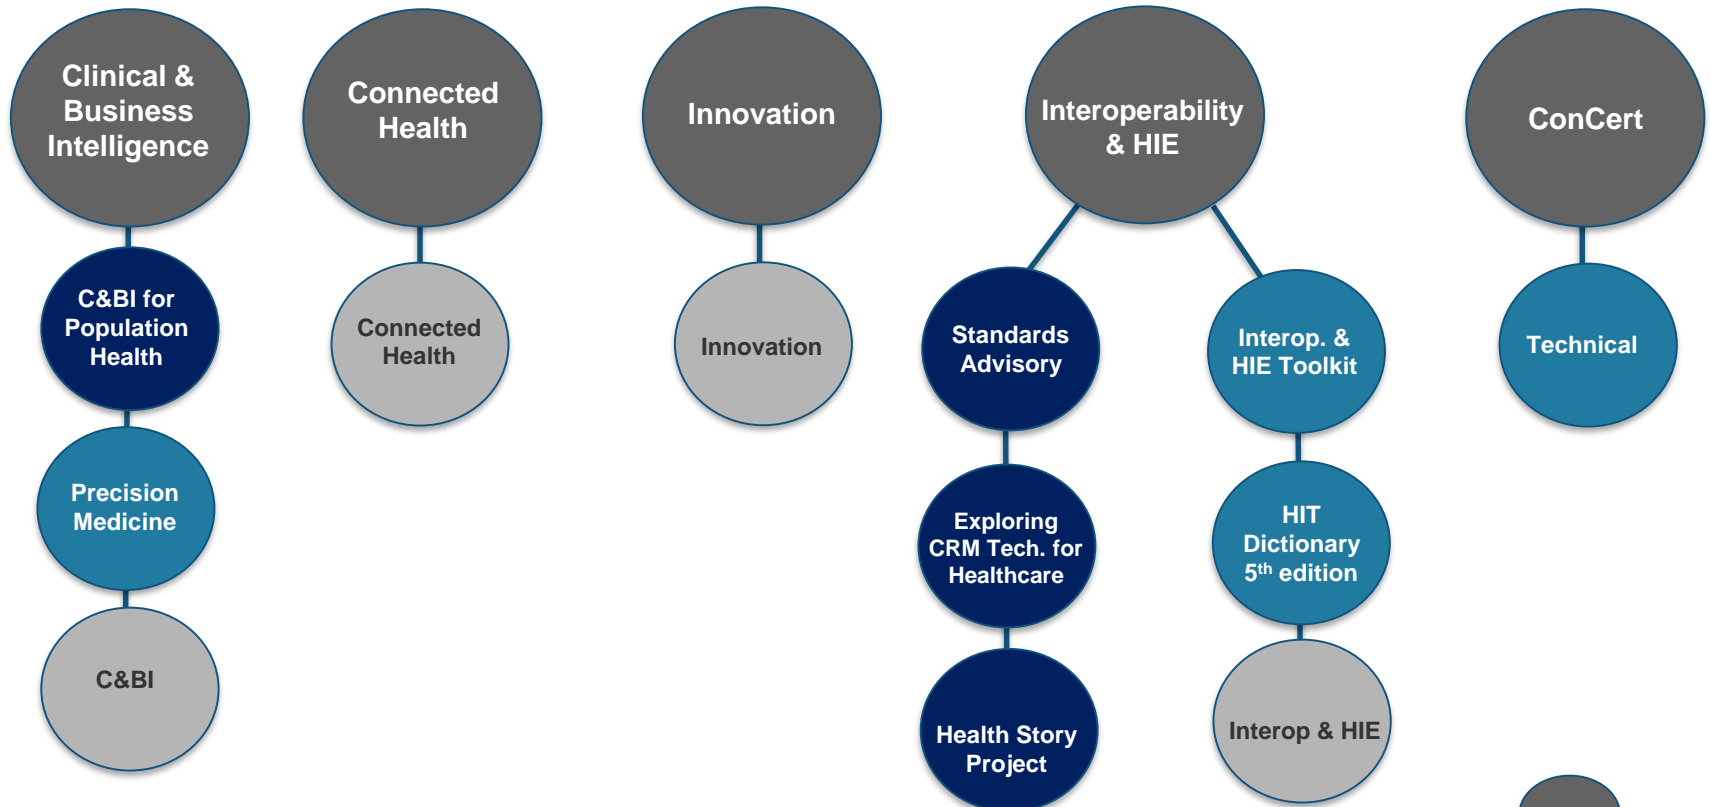 Clinical &
Business
Intelligence
Connected
Health
Innovation
Interoperability
& HIE
ConCert
C&BI for
Population
Health
Connected
Health
Innovation
Standards
Advisory
Interop. &
HIE Toolkit
Technical
Precision
Medicine
Exploring
CRM Tech. for
Healthcare
HIT
Dictionary
5th edition
C&BI
Health Story
Project
Interop & HIE